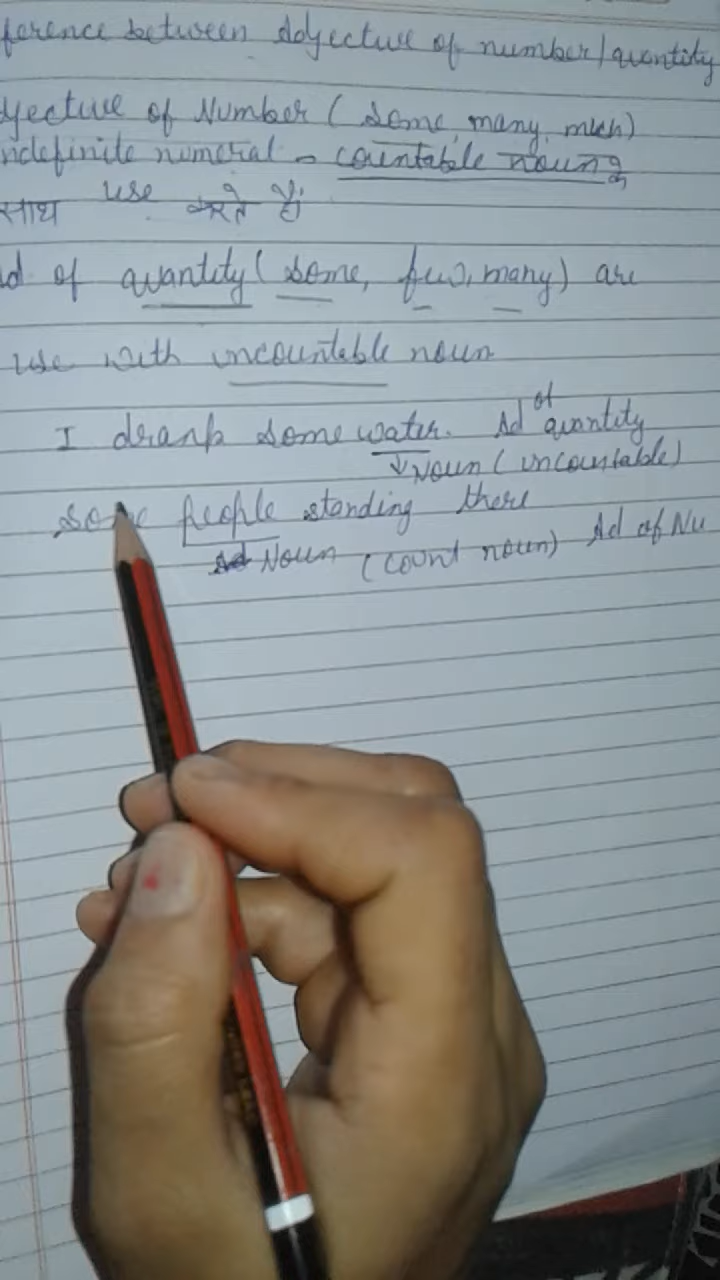 ference between Adjective of number/quantity
djective of Number (some, many, much)
ndefinite numeral - countable noun के
साथ use करते हैं
d of quantity (some, few, many) are
use with uncountable noun
I drank some water. Ad of quantity
↓ Noun (uncountable)
some people standing there
Noun (count noun) Ad of Nu